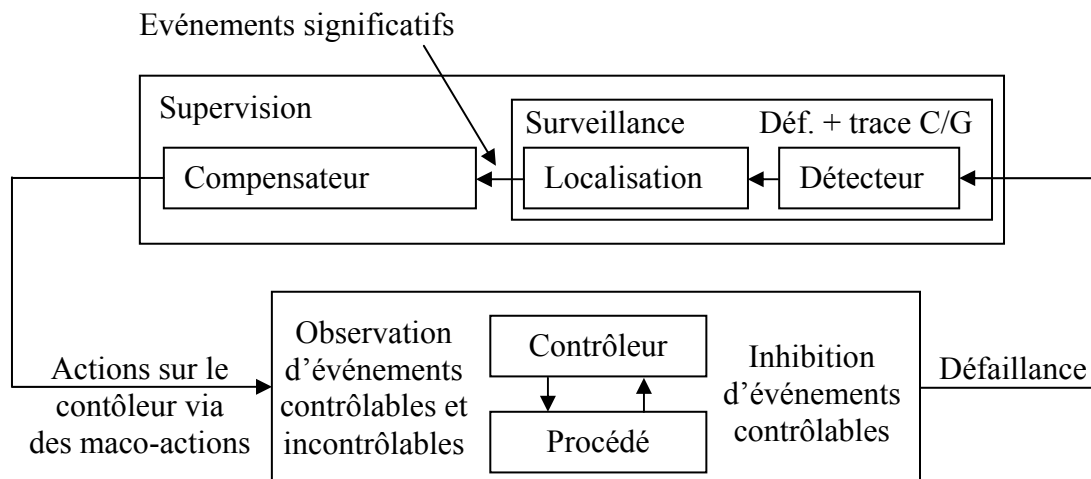 Evénements significatifs
Supervision
Surveillance
Déf. + trace C/G
Compensateur
Localisation
Détecteur
Actions sur le
contôleur via
des maco-actions
Observation
d'événements
contrôlables et
incontrôlables
Contrôleur
Procédé
Inhibition
d'événements
contrôlables
Défaillance